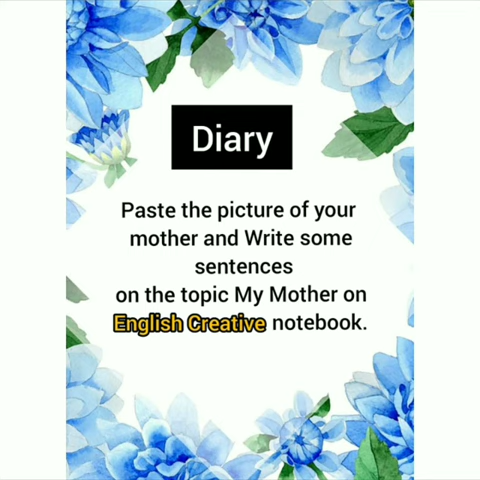 Diary
Paste the picture of your
mother and Write some
sentences
on the topic My Mother on
English Creative notebook.